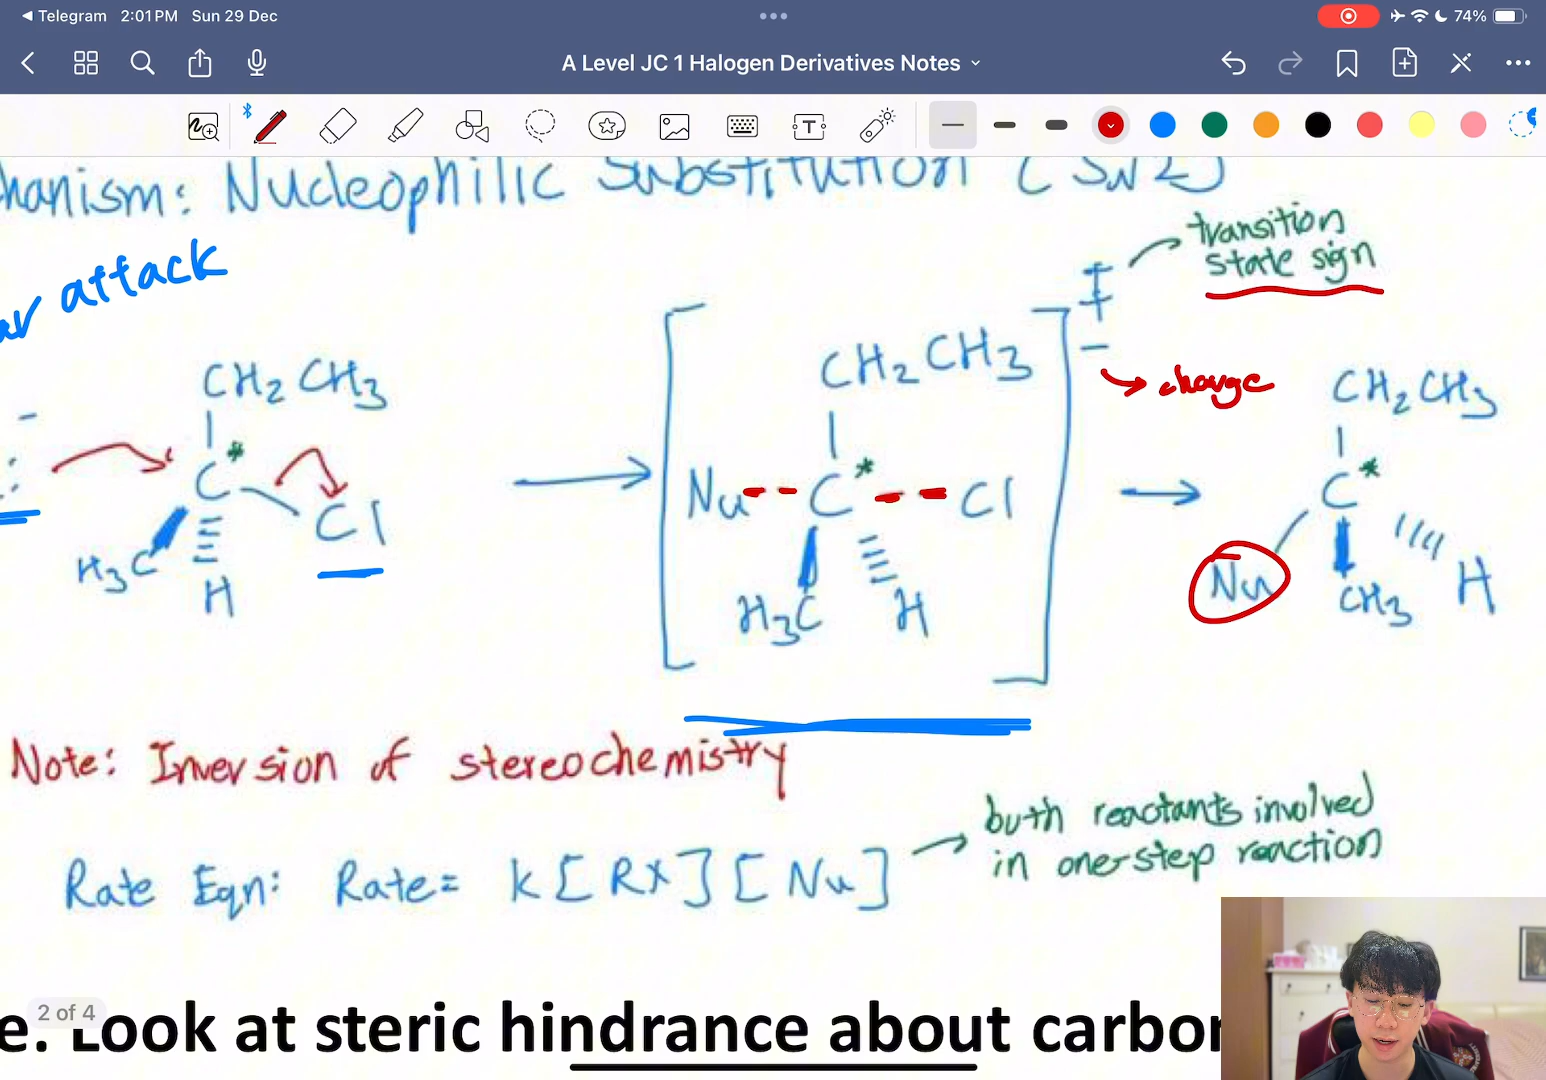 Telegram 2:01 PM Sun 29 Dec
74%
A Level JC 1 Halogen Derivatives Notes
T
hanism: Nucleophilic Substitution (SN2)
attack
transition
state sign
‡
−
charge
−
:
CH2CH3
C*
Cl
H3C
H
CH2CH3
Nu-- C* -- Cl
H3C
H
CH2CH3
C*
Nu
CH3
H
Note: Inversion of stereochemistry
Rate Eqn: Rate= k[RX][Nu]
both reactants involved
in one-step reaction
2 of 4
e. Look at steric hindrance about carbon